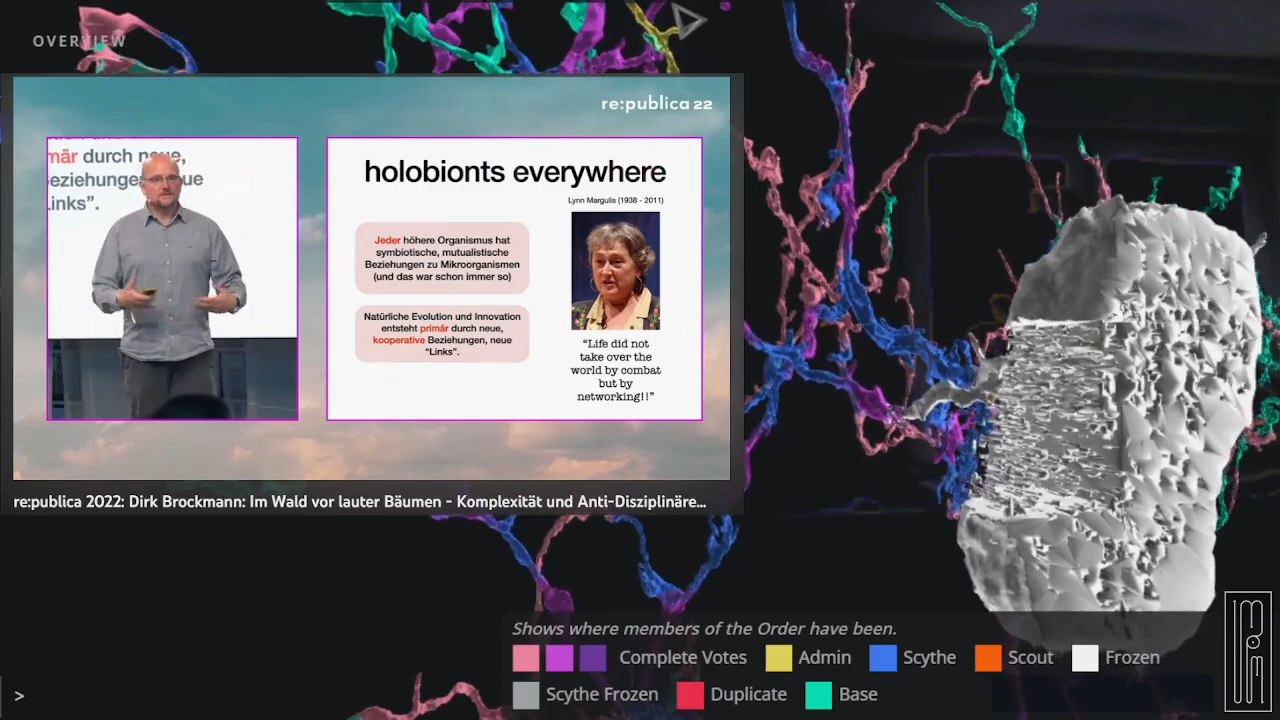 OVERVIEW
re:publica 22
mär durch neue,
eziehungen
ue
Links”.
holobionts everywhere
Lynn Margulis (1938 - 2011)
Jeder höhere Organismus hat
symbiotische, mutualistische
Beziehungen zu Mikroorganismen
(und das war schon immer so)
Natürliche Evolution und Innovation
entsteht primär durch neue,
kooperative Beziehungen, neue
“Links”.
“Life did not
take over the
world by combat
but by
networking!!”
re:publica 2022: Dirk Brockmann: Im Wald vor lauter Bäumen - Komplexität und Anti-Disziplinäre...
Shows where members of the Order have been.
Complete Votes Admin Scythe Scout Frozen
Scythe Frozen Duplicate Base
>